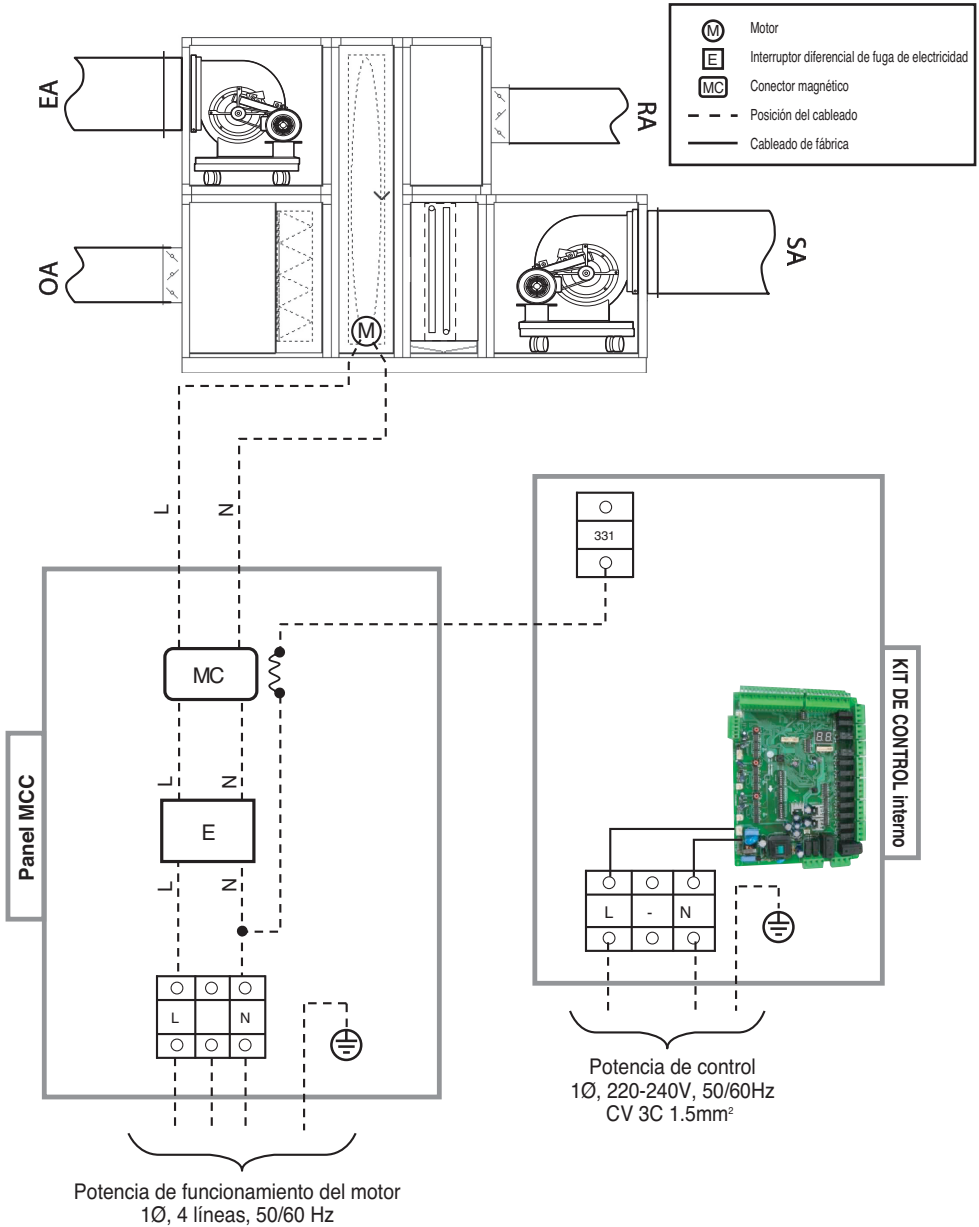 M Motor
E Interruptor diferencial de fuga de electricidad
MC Conector magnético
Posición del cableado
Cableado de fábrica
EA
RA
OA
SA
M
L
N
331
MC
L
N
E
L
N
Panel MCC
KIT DE CONTROL interno
L - N
L N
Potencia de control
1Ø, 220-240V, 50/60Hz
CV 3C 1.5mm²
Potencia de funcionamiento del motor
1Ø, 4 líneas, 50/60 Hz